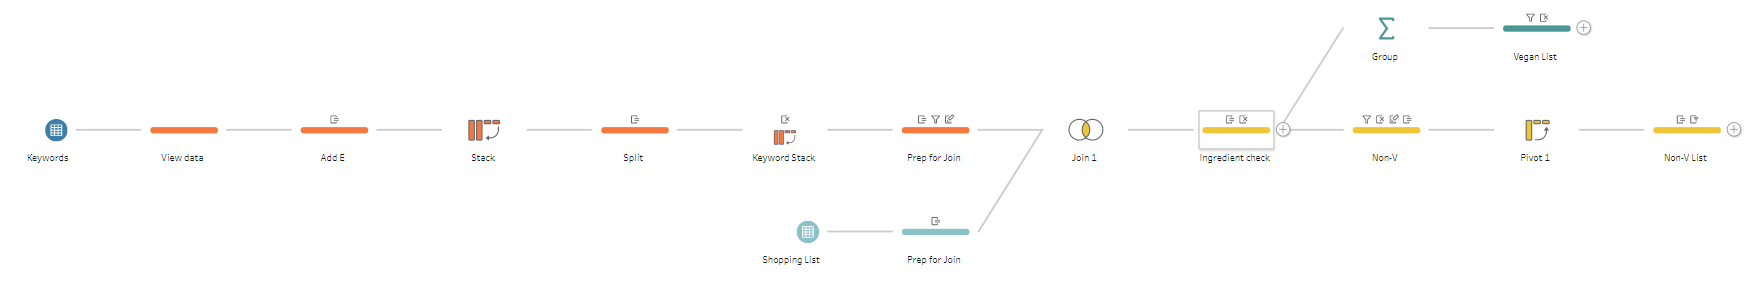 Group
Vegan List
Keywords
View data
Add E
Stack
Split
Keyword Stack
Prep for Join
Join 1
Ingredient check
Non-V
Pivot 1
Non-V List
Shopping List
Prep for Join